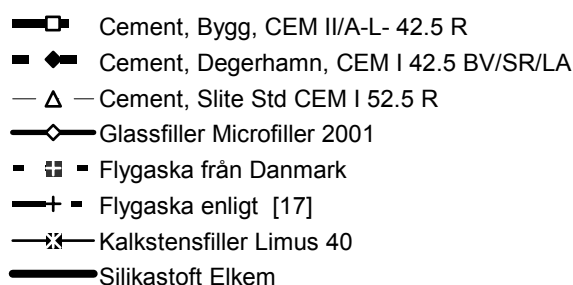 Cement, Bygg, CEM II/A-L- 42.5 R
Cement, Degerhamn, CEM I 42.5 BV/SR/LA
Cement, Slite Std CEM I 52.5 R
Glassfiller Microfiller 2001
Flygaska från Danmark
Flygaska enligt [17]
Kalkstensfiller Limus 40
Silikastoft Elkem